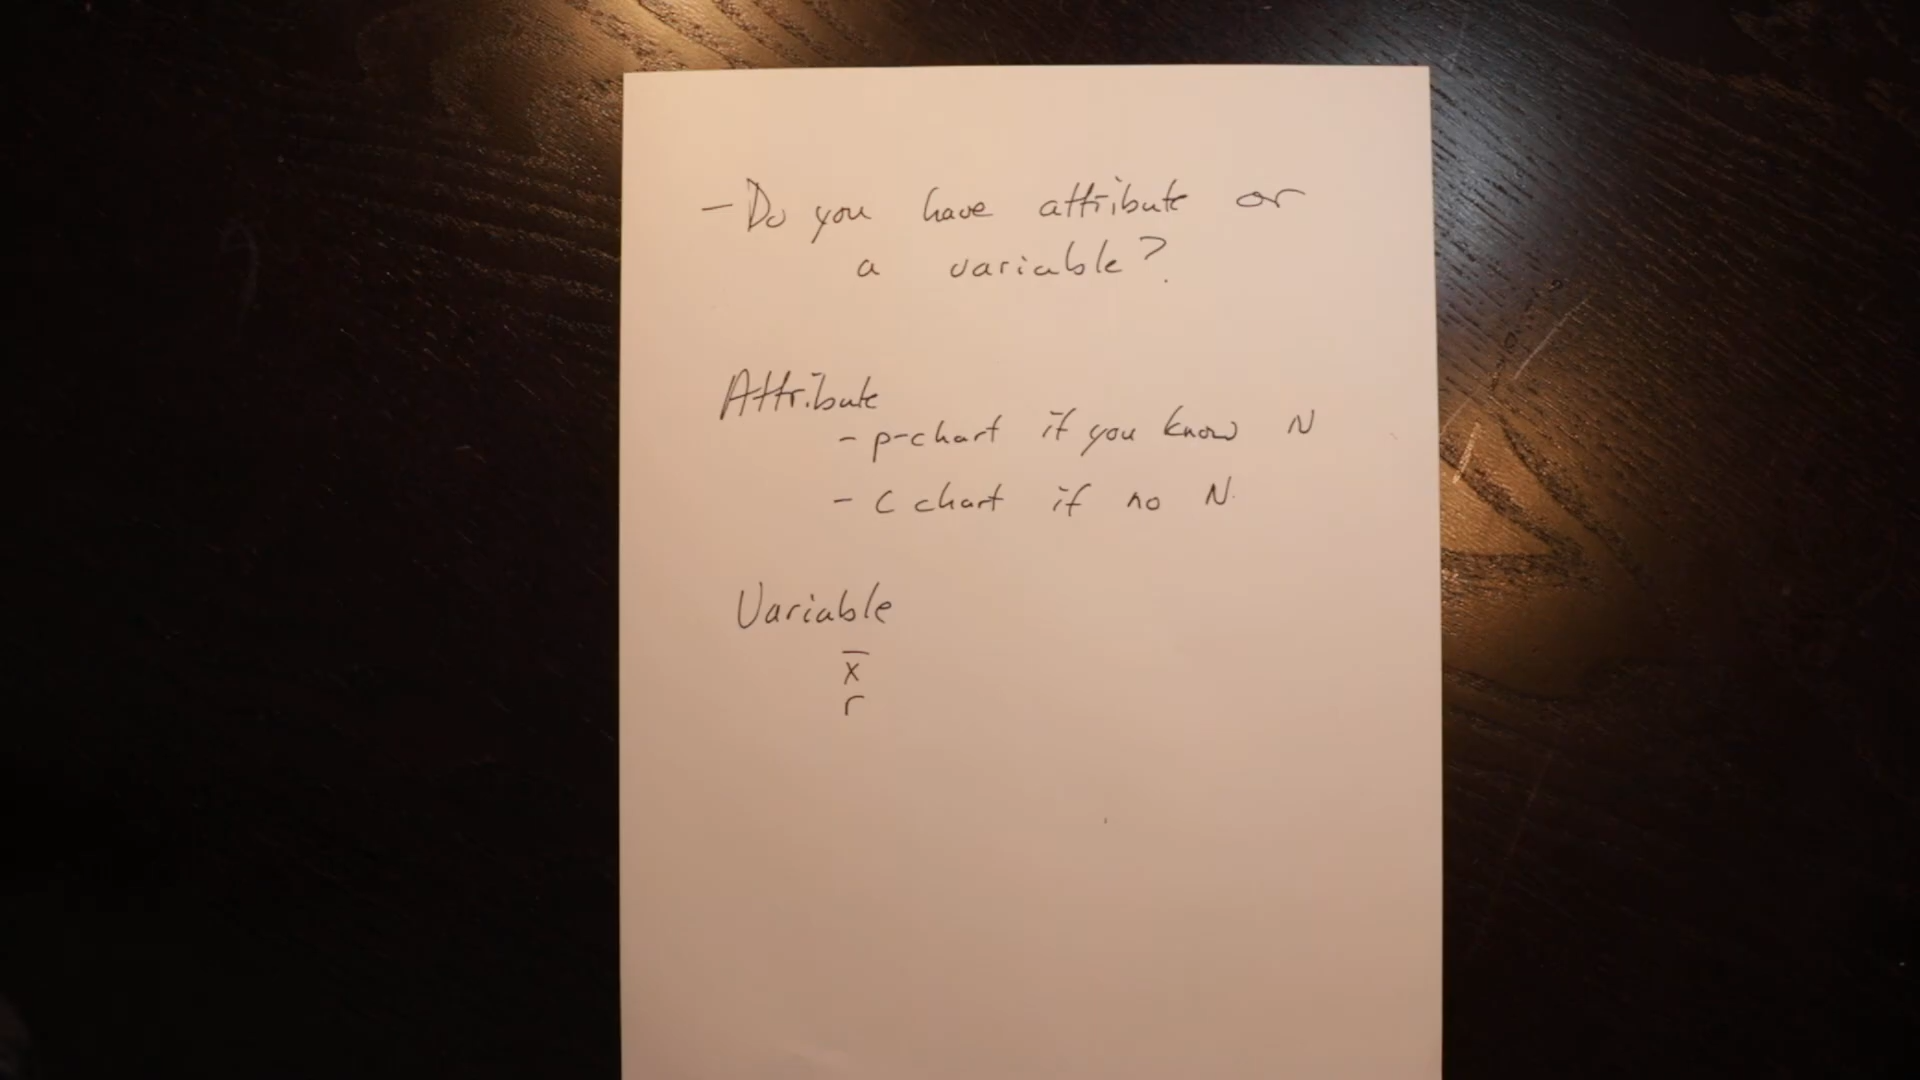 - Do you have attribute or
a variable?
Attribute
- p-chart if you know N
- C chart if no N.
Variable
x̄
r